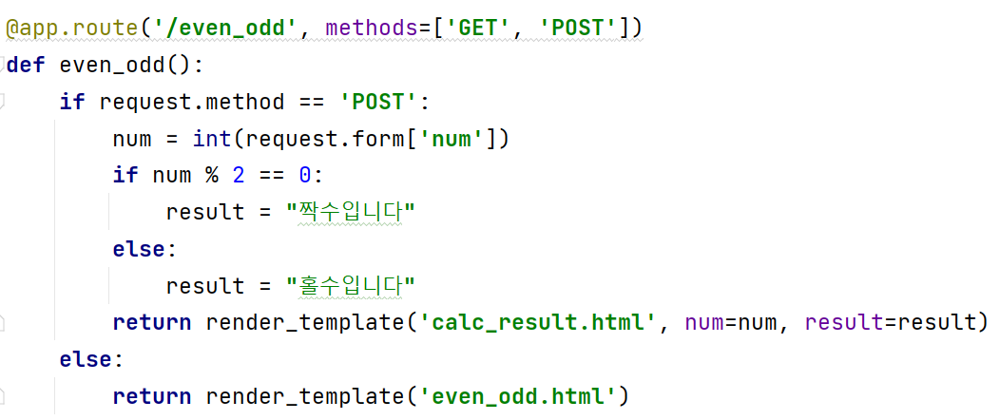 @app.route('/even_odd', methods=['GET', 'POST'])
def even_odd():
    if request.method == 'POST':
        num = int(request.form['num'])
        if num % 2 == 0:
            result = "짝수입니다"
        else:
            result = "홀수입니다"
        return render_template('calc_result.html', num=num, result=result)
    else:
        return render_template('even_odd.html')